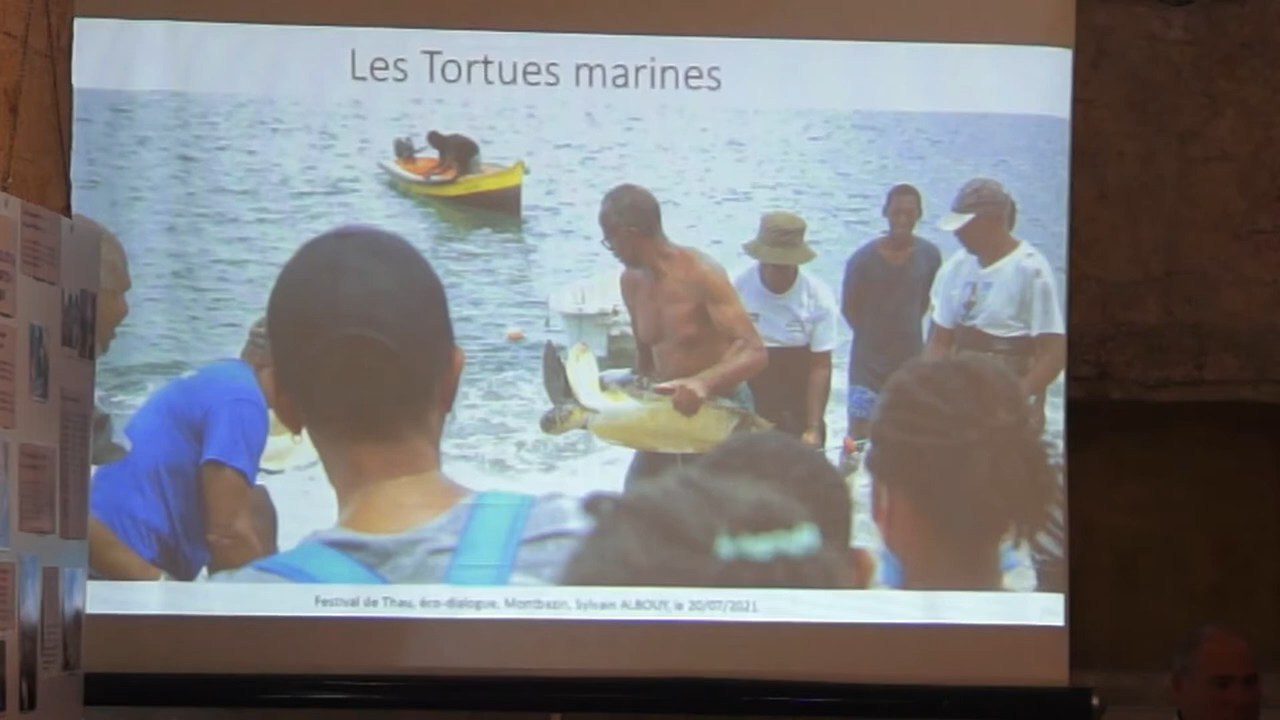 Les Tortues marines
Festival de Thau, éco-dialogue, Montbazin, Sylvain ALBOUY, le 20/07/2021